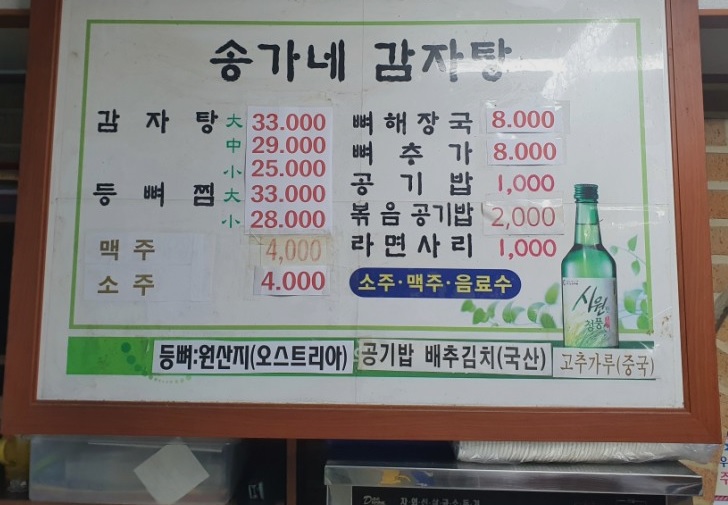 송가네 감자탕
감자탕 大 33.000
中 29.000
小 25.000
등뼈찜 大 33.000
小 28.000
맥주 4,000
소주 4.000
뼈해장국 8.000
뼈추가 8.000
공기밥 1,000
볶음공기밥 2,000
라면사리 1,000
소주·맥주·음료수
시원
청풍
등뼈:원산지(오스트리아) 공기밥 배추김치(국산) 고추가루(중국)